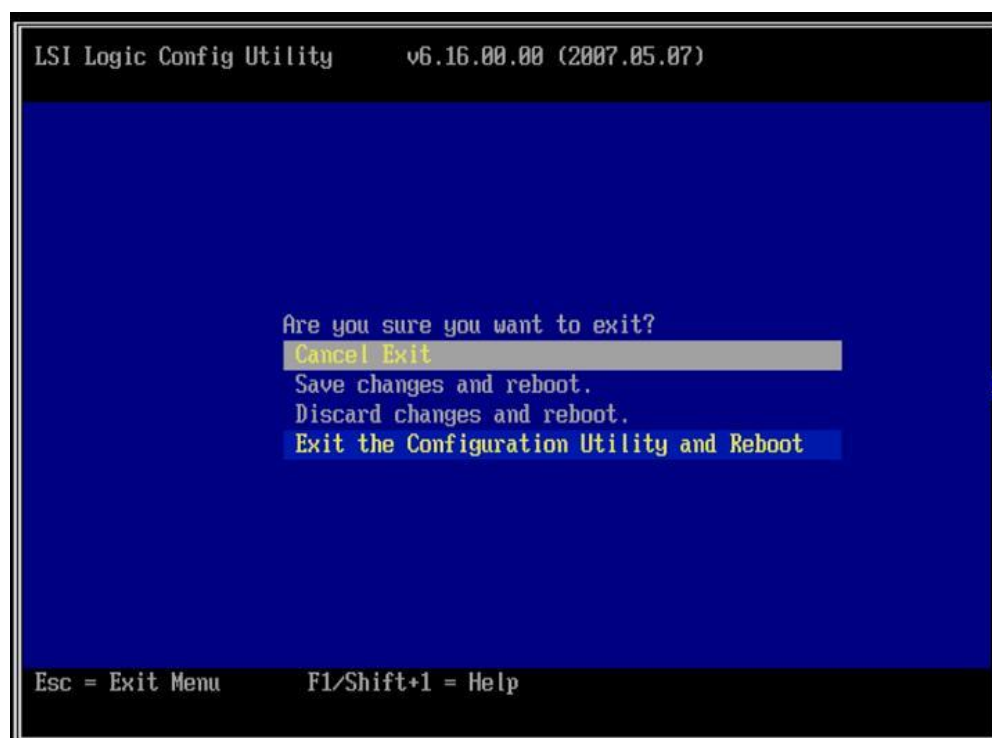 LSI Logic Config Utility v6.16.00.00 (2007.05.07)
Are you sure you want to exit?
Cancel Exit
Save changes and reboot.
Discard changes and reboot.
Exit the Configuration Utility and Reboot
Esc = Exit Menu F1/Shift+1 = Help